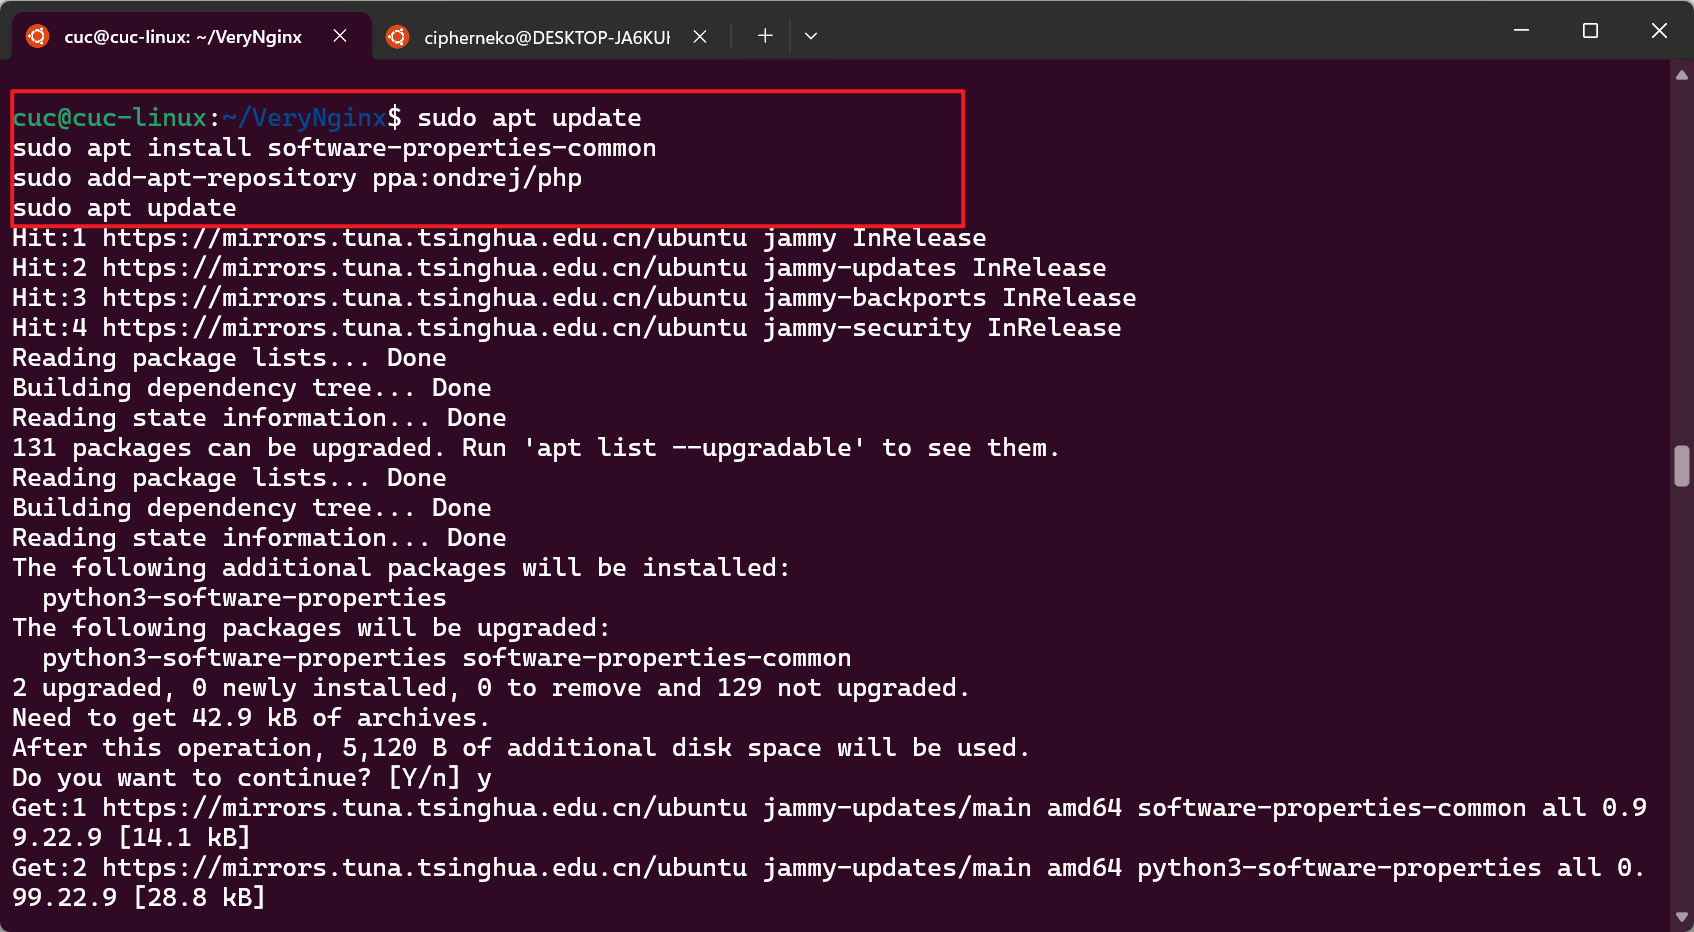 cuc@cuc-linux: ~/VeryNginx
cipherneko@DESKTOP-JA6KU
cuc@cuc-linux:~/VeryNginx$ sudo apt update
sudo apt install software-properties-common
sudo add-apt-repository ppa:ondrej/php
sudo apt update
Hit:1 https://mirrors.tuna.tsinghua.edu.cn/ubuntu jammy InRelease
Hit:2 https://mirrors.tuna.tsinghua.edu.cn/ubuntu jammy-updates InRelease
Hit:3 https://mirrors.tuna.tsinghua.edu.cn/ubuntu jammy-backports InRelease
Hit:4 https://mirrors.tuna.tsinghua.edu.cn/ubuntu jammy-security InRelease
Reading package lists... Done
Building dependency tree... Done
Reading state information... Done
131 packages can be upgraded. Run 'apt list --upgradable' to see them.
Reading package lists... Done
Building dependency tree... Done
Reading state information... Done
The following additional packages will be installed:
  python3-software-properties
The following packages will be upgraded:
  python3-software-properties software-properties-common
2 upgraded, 0 newly installed, 0 to remove and 129 not upgraded.
Need to get 42.9 kB of archives.
After this operation, 5,120 B of additional disk space will be used.
Do you want to continue? [Y/n] y
Get:1 https://mirrors.tuna.tsinghua.edu.cn/ubuntu jammy-updates/main amd64 software-properties-common all 0.9
9.22.9 [14.1 kB]
Get:2 https://mirrors.tuna.tsinghua.edu.cn/ubuntu jammy-updates/main amd64 python3-software-properties all 0.
99.22.9 [28.8 kB]